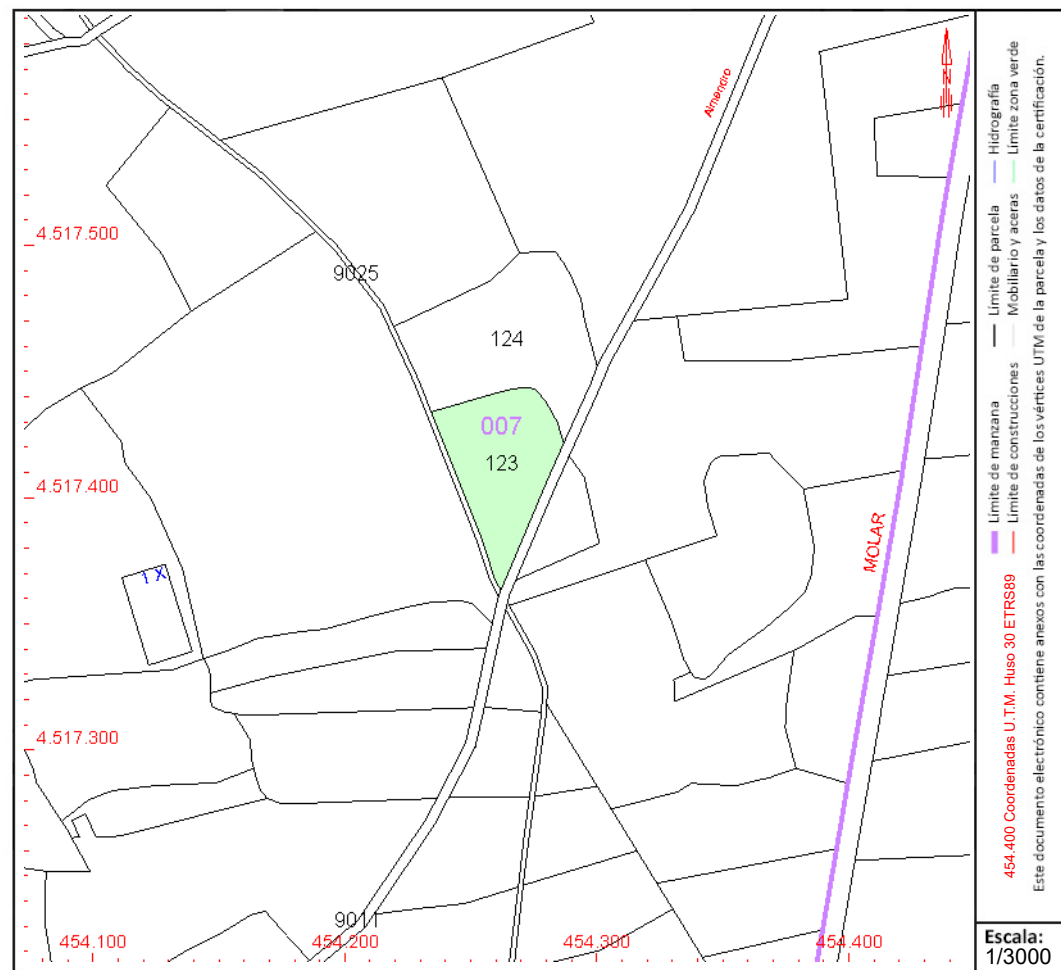 Amendro
N
4.517.500
9025
124
007
123
4.517.400
MOLAR
1 X
4.517.300
9011
454.100
454.200
454.300
454.400
Límite de manzana
Límite de parcela
Hidrografía
Límite de construcciones
Mobiliario y aceras
Límite zona verde
454.400 Coordenadas U.T.M. Huso 30 ETRS89
Este documento electrónico contiene anexos con las coordenadas de los vértices UTM de la parcela y los datos de la certificación.
Escala:
1/3000